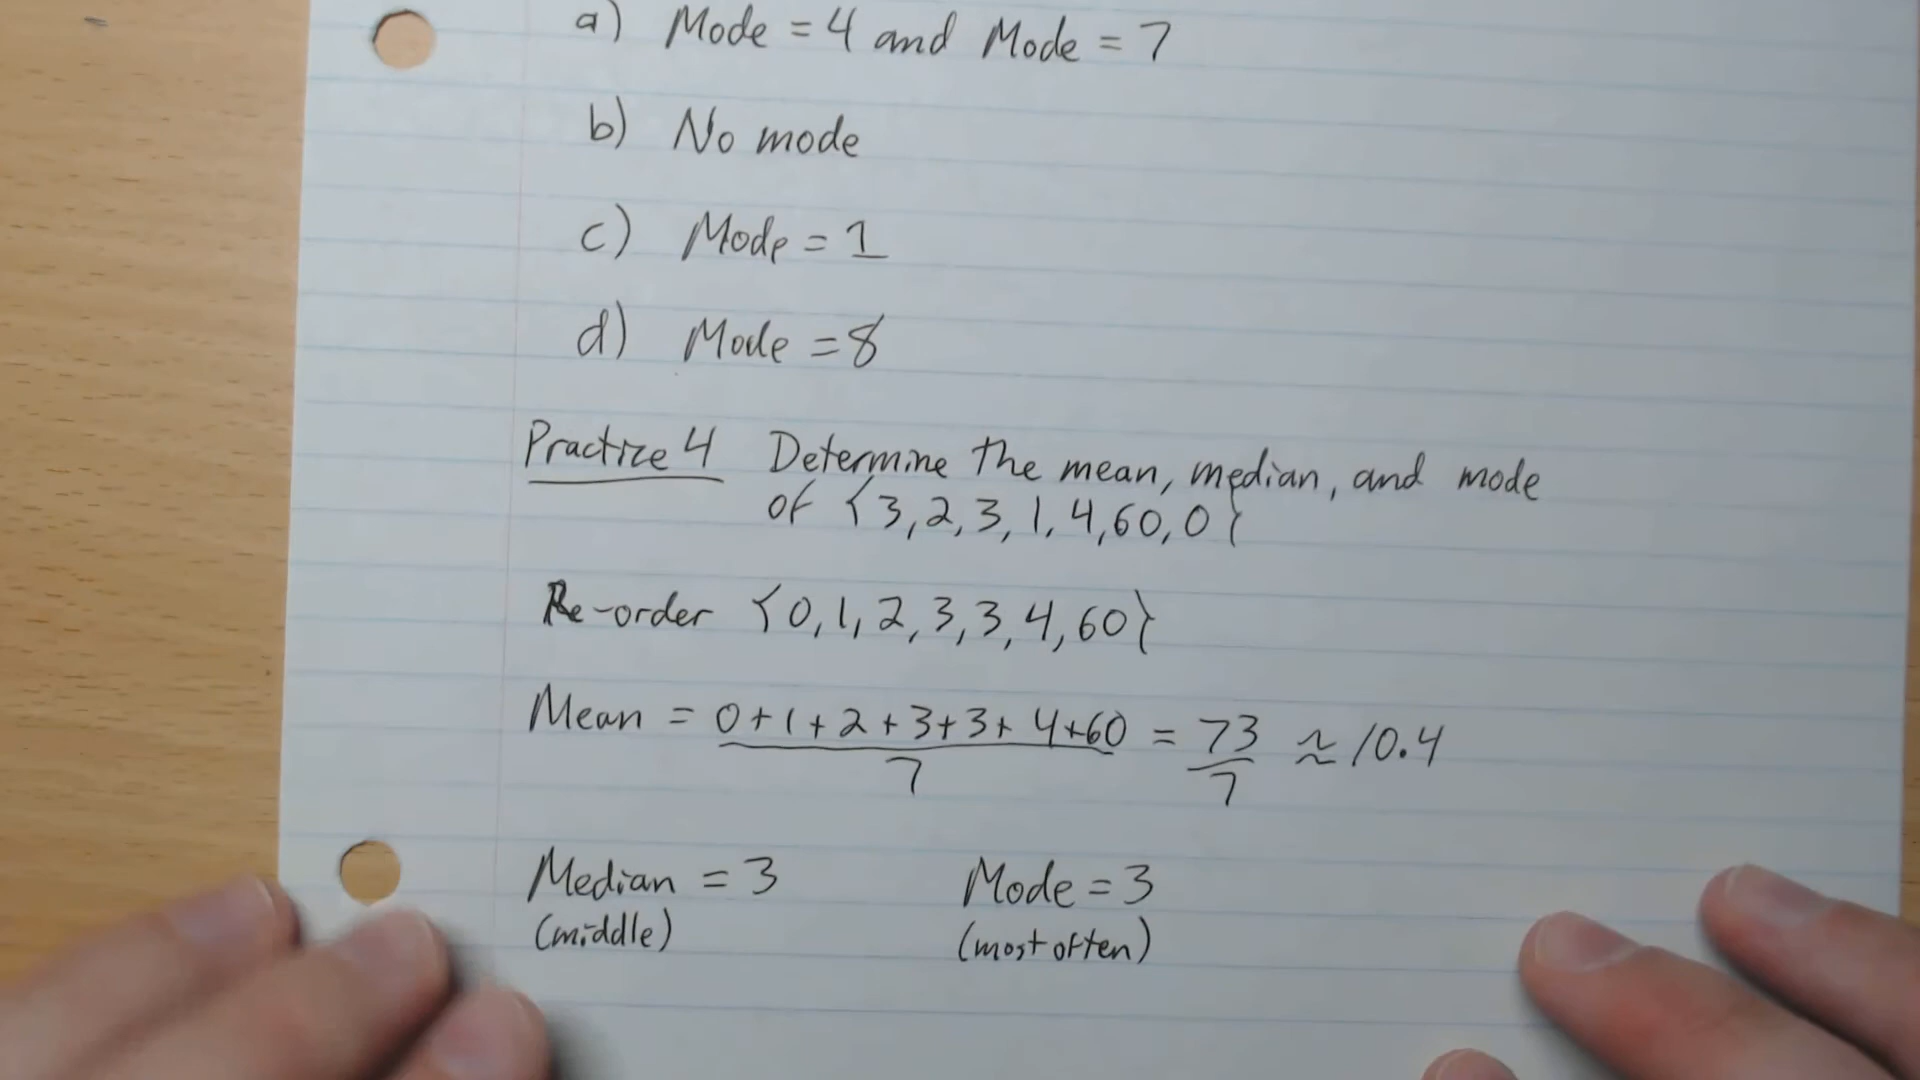 a) Mode = 4 and Mode = 7
b) No mode
c) Mode = 1
d) Mode = 8
Practice 4 Determine the mean, median, and mode
of {3, 2, 3, 1, 4, 60, 0}
Re-order {0, 1, 2, 3, 3, 4, 60}
Mean = 0+1+2+3+3+4+60 = 73 ≈ 10.4
7 7
Median = 3 Mode = 3
(middle) (most often)